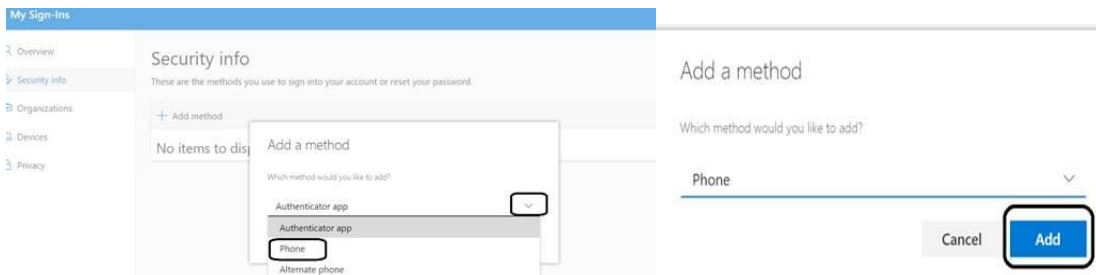 My Sign-Ins
Overview
Security info
Organizations
Devices
Privacy
Security info
These are the methods you use to sign into your account or reset your password.
+ Add method
No items to disp
Add a method
Which method would you like to add?
Authenticator app
Authenticator app
Phone
Alternate phone
Add a method
Which method would you like to add?
Phone
Cancel
Add